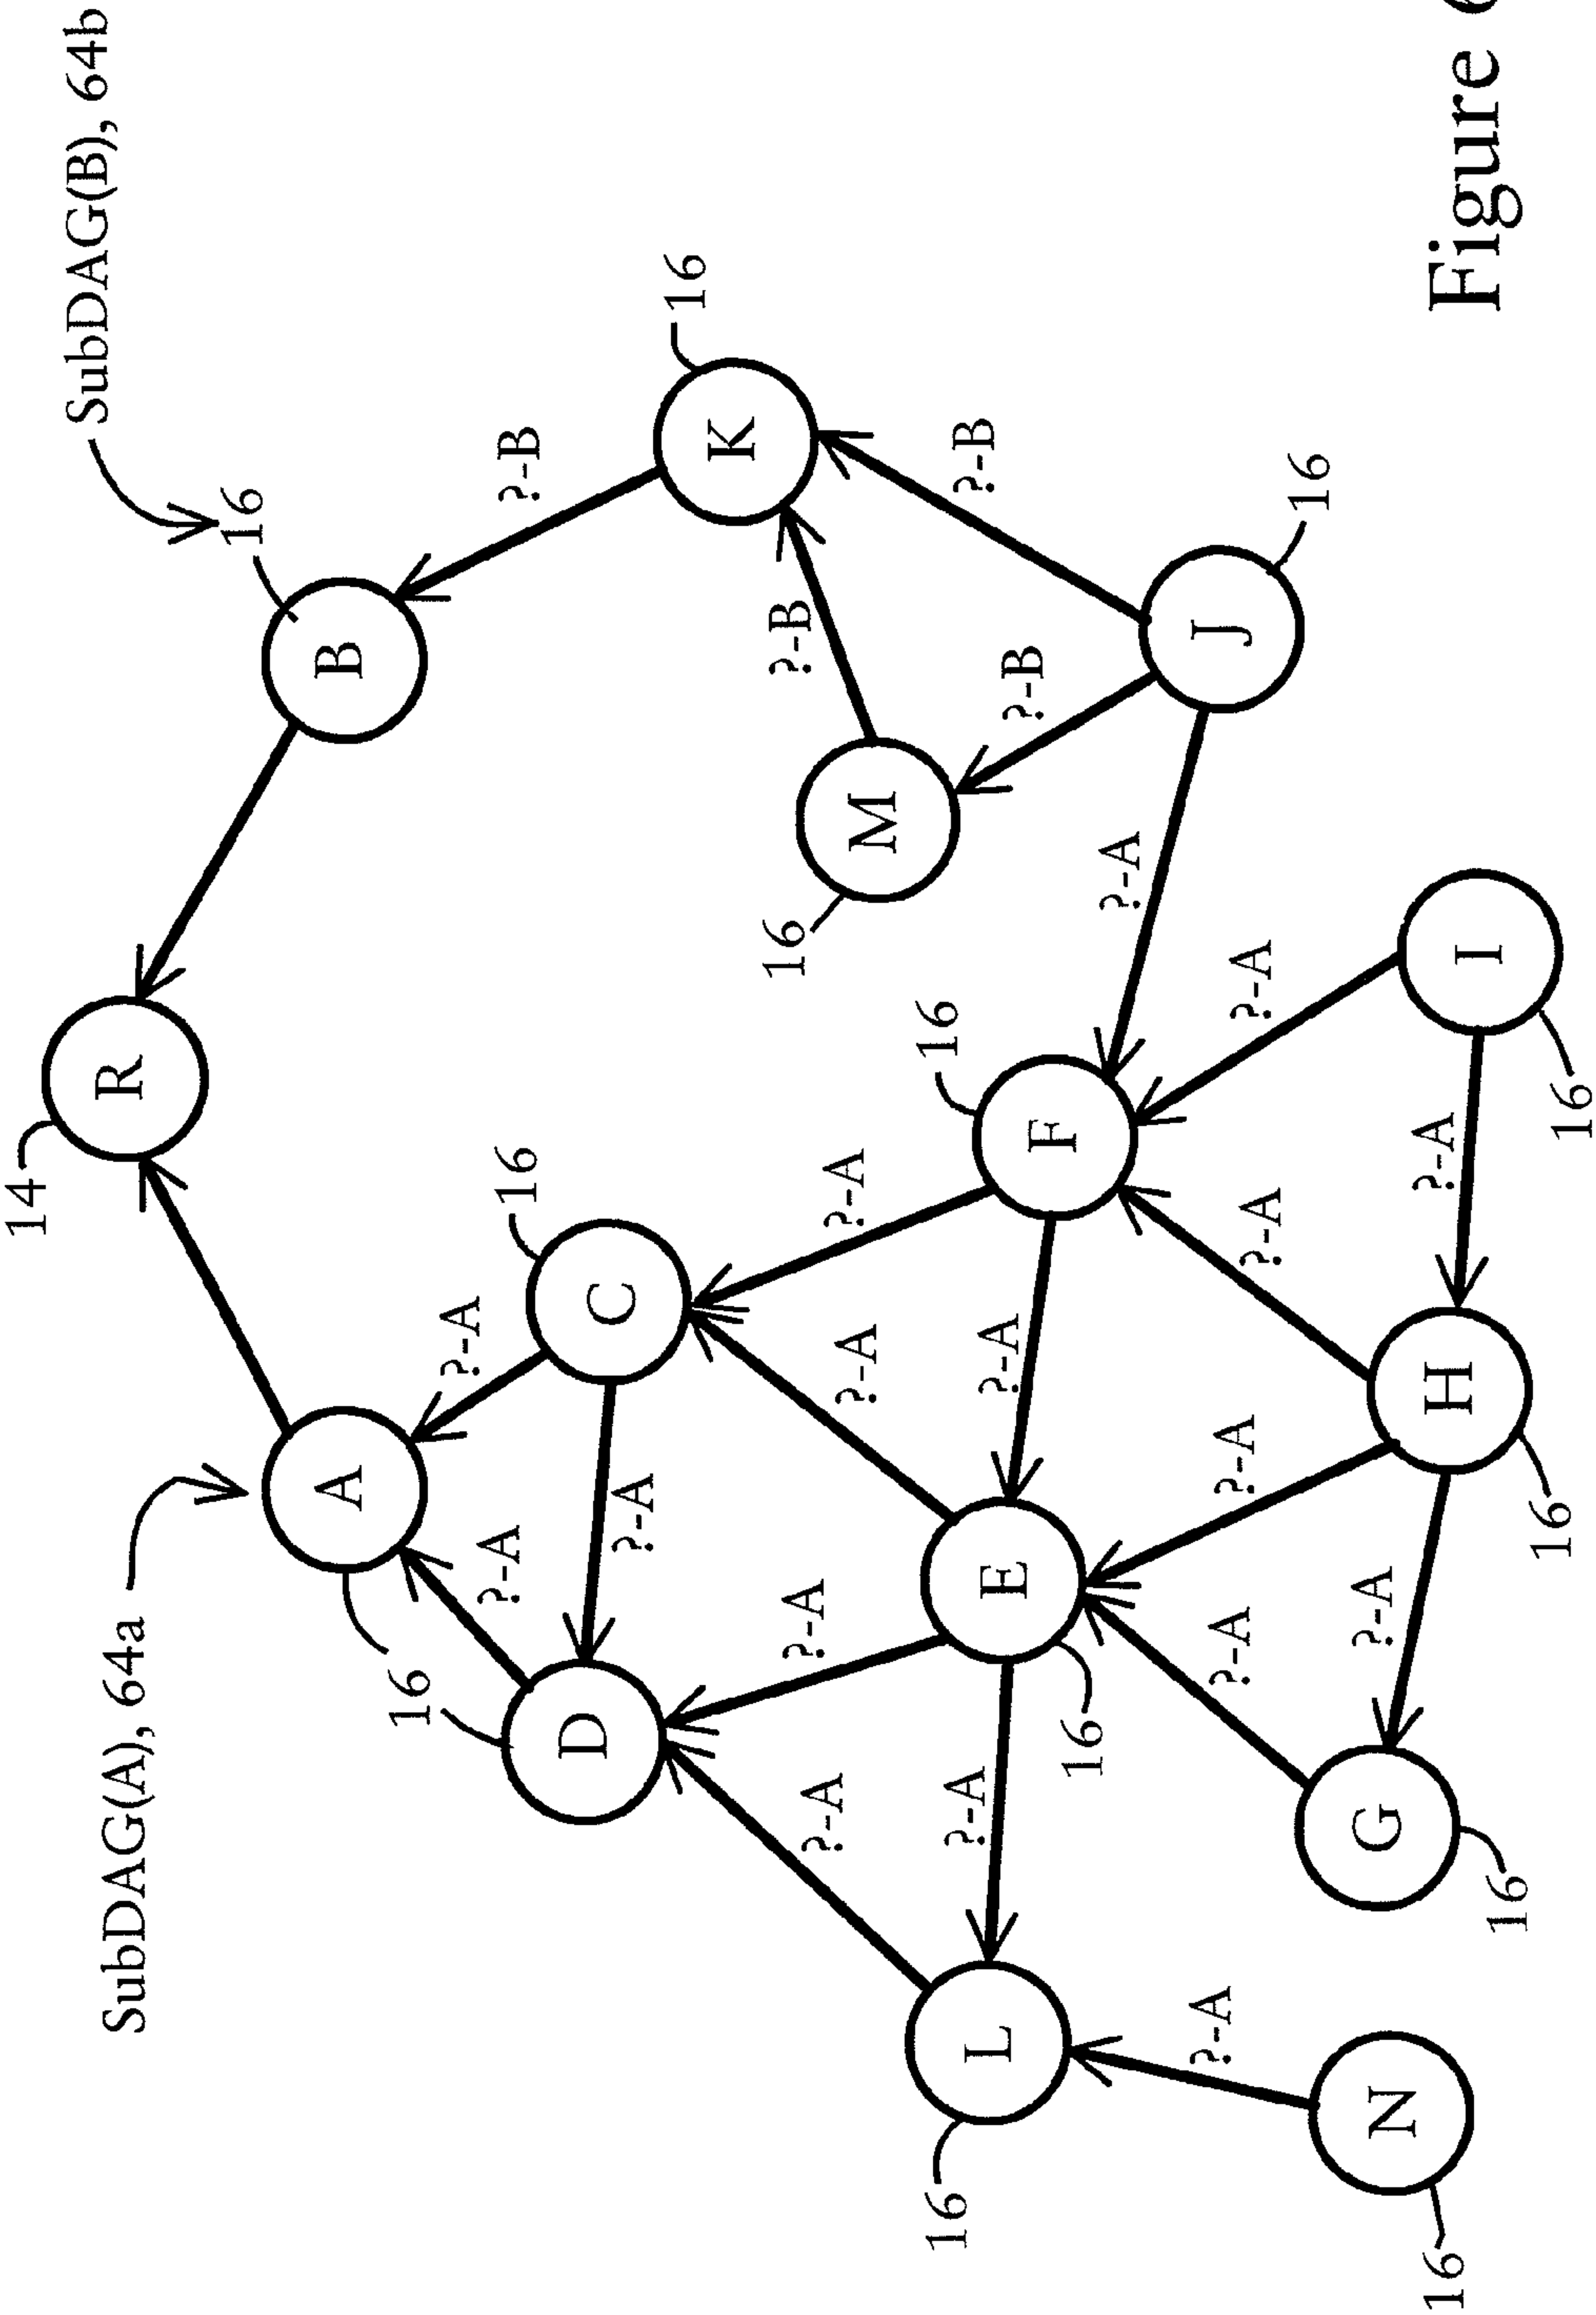 14
SubDAG(B), 64b
SubDAG(A), 64a
R
16
A
B
16
?-A
?-A
16
?-B
D
C
?-A
16
K
?-A
?-A
?-A
?-A
16
?-B
M
16
16
?-A
?-B
L
E
?-A
?-B
F
16
?-A
?-A
?-A
?-A
?-A
?-A
J
16
N
G
?-A
?-A
H
I
16
16
16
16
Figure